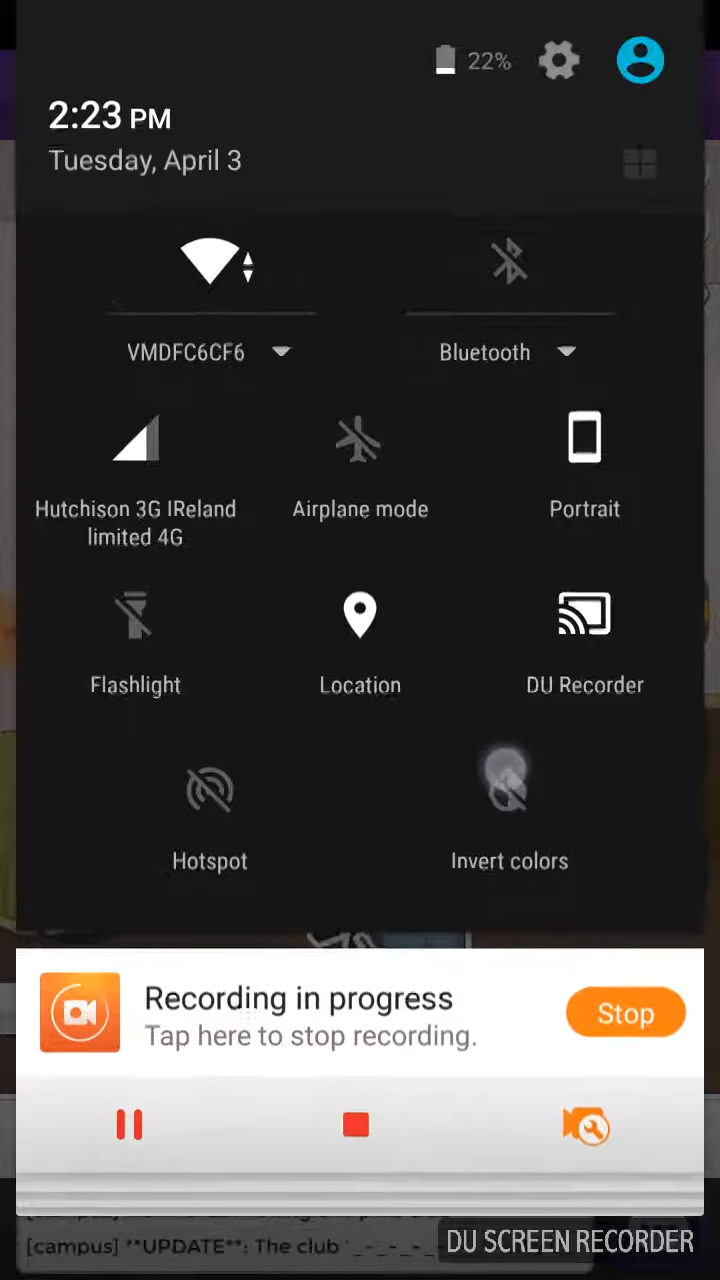 22%
2:23 PM
Tuesday, April 3
VMDFC6CF6
Bluetooth
Hutchison 3G IReland
limited 4G
Airplane mode
Portrait
Flashlight
Location
DU Recorder
Hotspot
Invert colors
Recording in progress
Tap here to stop recording.
Stop
[campus] **UPDATE**: The club '_-_-_-_
DU SCREEN RECORDER